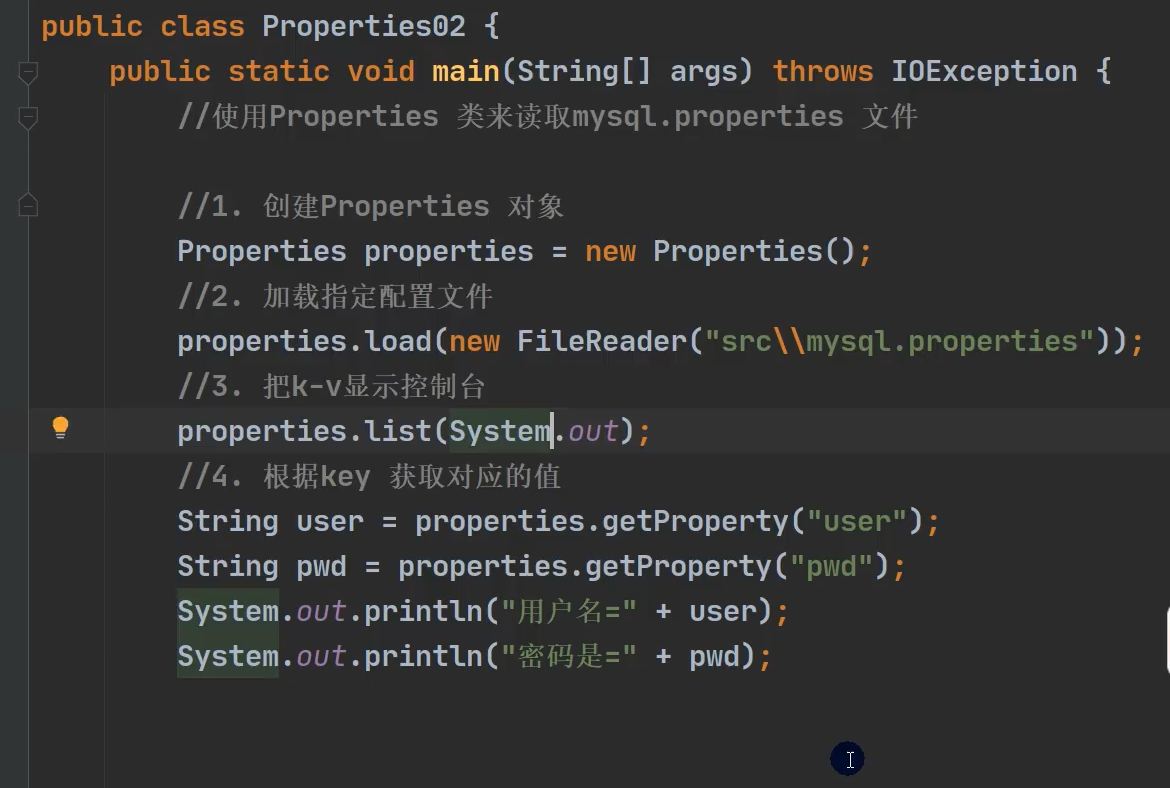 public class Properties02 {
public static void main(String[] args) throws IOException {
//使用Properties 类来读取mysql.properties 文件
//1. 创建Properties 对象
Properties properties = new Properties();
//2. 加载指定配置文件
properties.load(new FileReader("src\\mysql.properties"));
//3. 把k-v显示控制台
properties.list(System.out);
//4. 根据key 获取对应的值
String user = properties.getProperty("user");
String pwd = properties.getProperty("pwd");
System.out.println("用户名=" + user);
System.out.println("密码是=" + pwd);